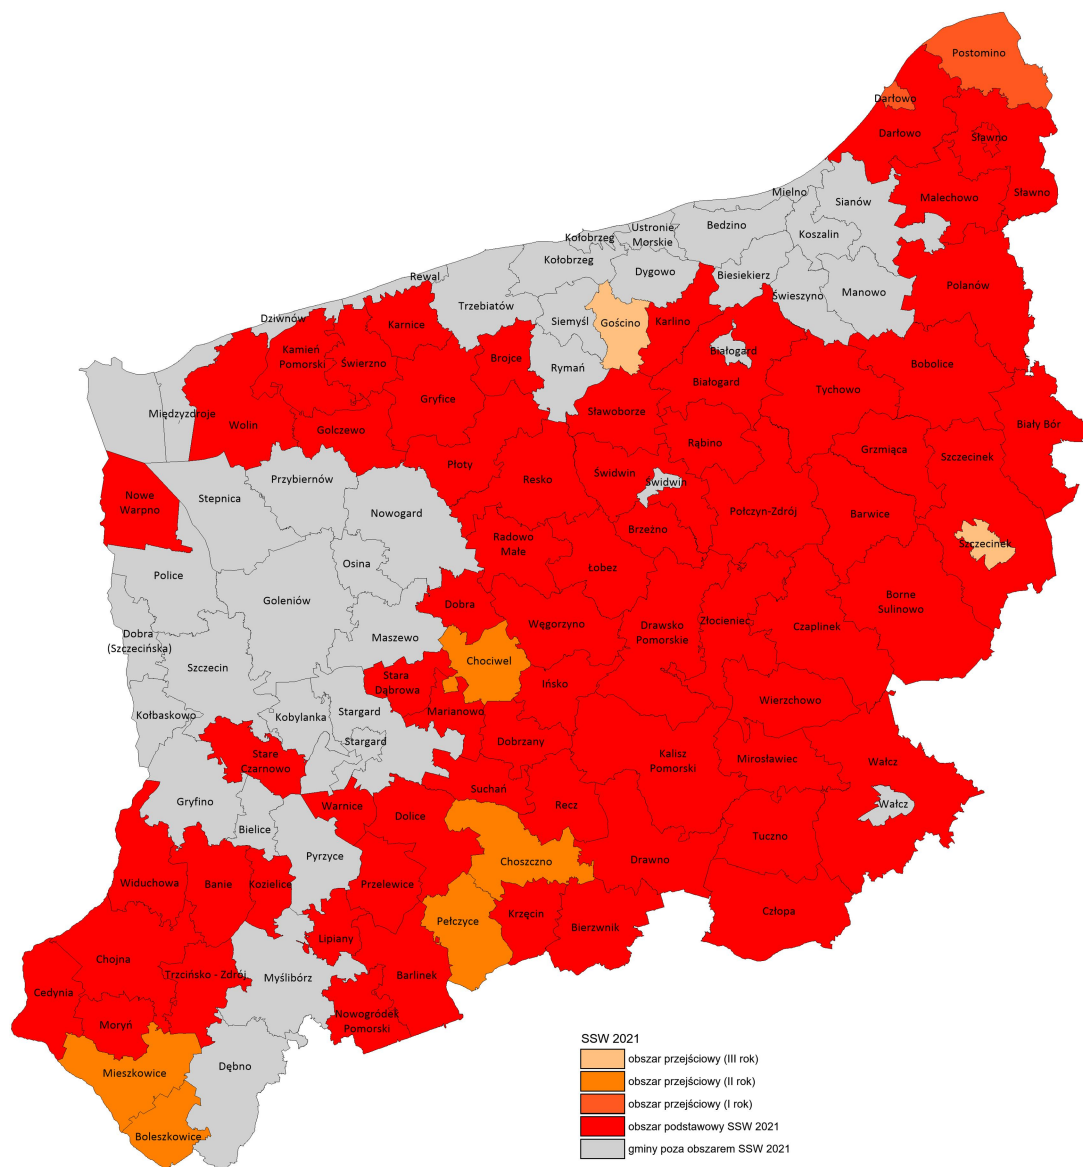 Postomino
Darłowo
Darłowo
Sławno
Malechowo
Sławno
Mielno
Sianów
Ustronie
Morskie
Bedzino
Koszalin
Kołobrzeg
Kołobrzeg
Dygowo
Biesiekierz
Świeszyno
Manowo
Polanów
Rewal
Trzebiatów
Siemyśl
Gościno
Karlino
Dziwnów
Karnice
Kamień
Pomorski
Świerzno
Brojce
Rymań
Białogard
Białogard
Tychowo
Bobolice
Międzyzdroje
Wolin
Golczewo
Gryfice
Sławoborze
Rąbino
Grzmiąca
Szczecinek
Biały Bór
Płoty
Resko
Świdwin
Świdwin
Nowe
Warpno
Stepnica
Przybiernów
Nowogard
Radowo
Małe
Brzeżno
Połczyn-Zdrój
Barwice
Szczecinek
Police
Osina
Łobez
Goleniów
Dobra
Borne
Sulinowo
Dobra
(Szczecińska)
Maszewo
Węgorzyno
Drawsko
Pomorskie
Złocieniec
Czaplinek
Szczecin
Chociwel
Stara
Dąbrowa
Ińsko
Wierzchowo
Kołbaskowo
Kobylanka
Stargard
Marianowo
Stargard
Dobrzany
Stare
Czarnowo
Kalisz
Pomorski
Mirosławiec
Wałcz
Suchań
Gryfino
Warnice
Dolice
Recz
Wałcz
Bielice
Pyrzyce
Choszczno
Drawno
Tuczno
Widuchowa
Banie
Kozielice
Przelewice
Pełczyce
Krzęcin
Bierzwnik
Człopa
Lipiany
Chojna
Trzcińsko - Zdrój
Myślibórz
Barlinek
Cedynia
Moryń
Nowogródek
Pomorski
Mieszkowice
Dębno
Boleszkowice
SSW 2021
obszar przejściowy (III rok)
obszar przejściowy (II rok)
obszar przejściowy (I rok)
obszar podstawowy SSW 2021
gminy poza obszarem SSW 2021